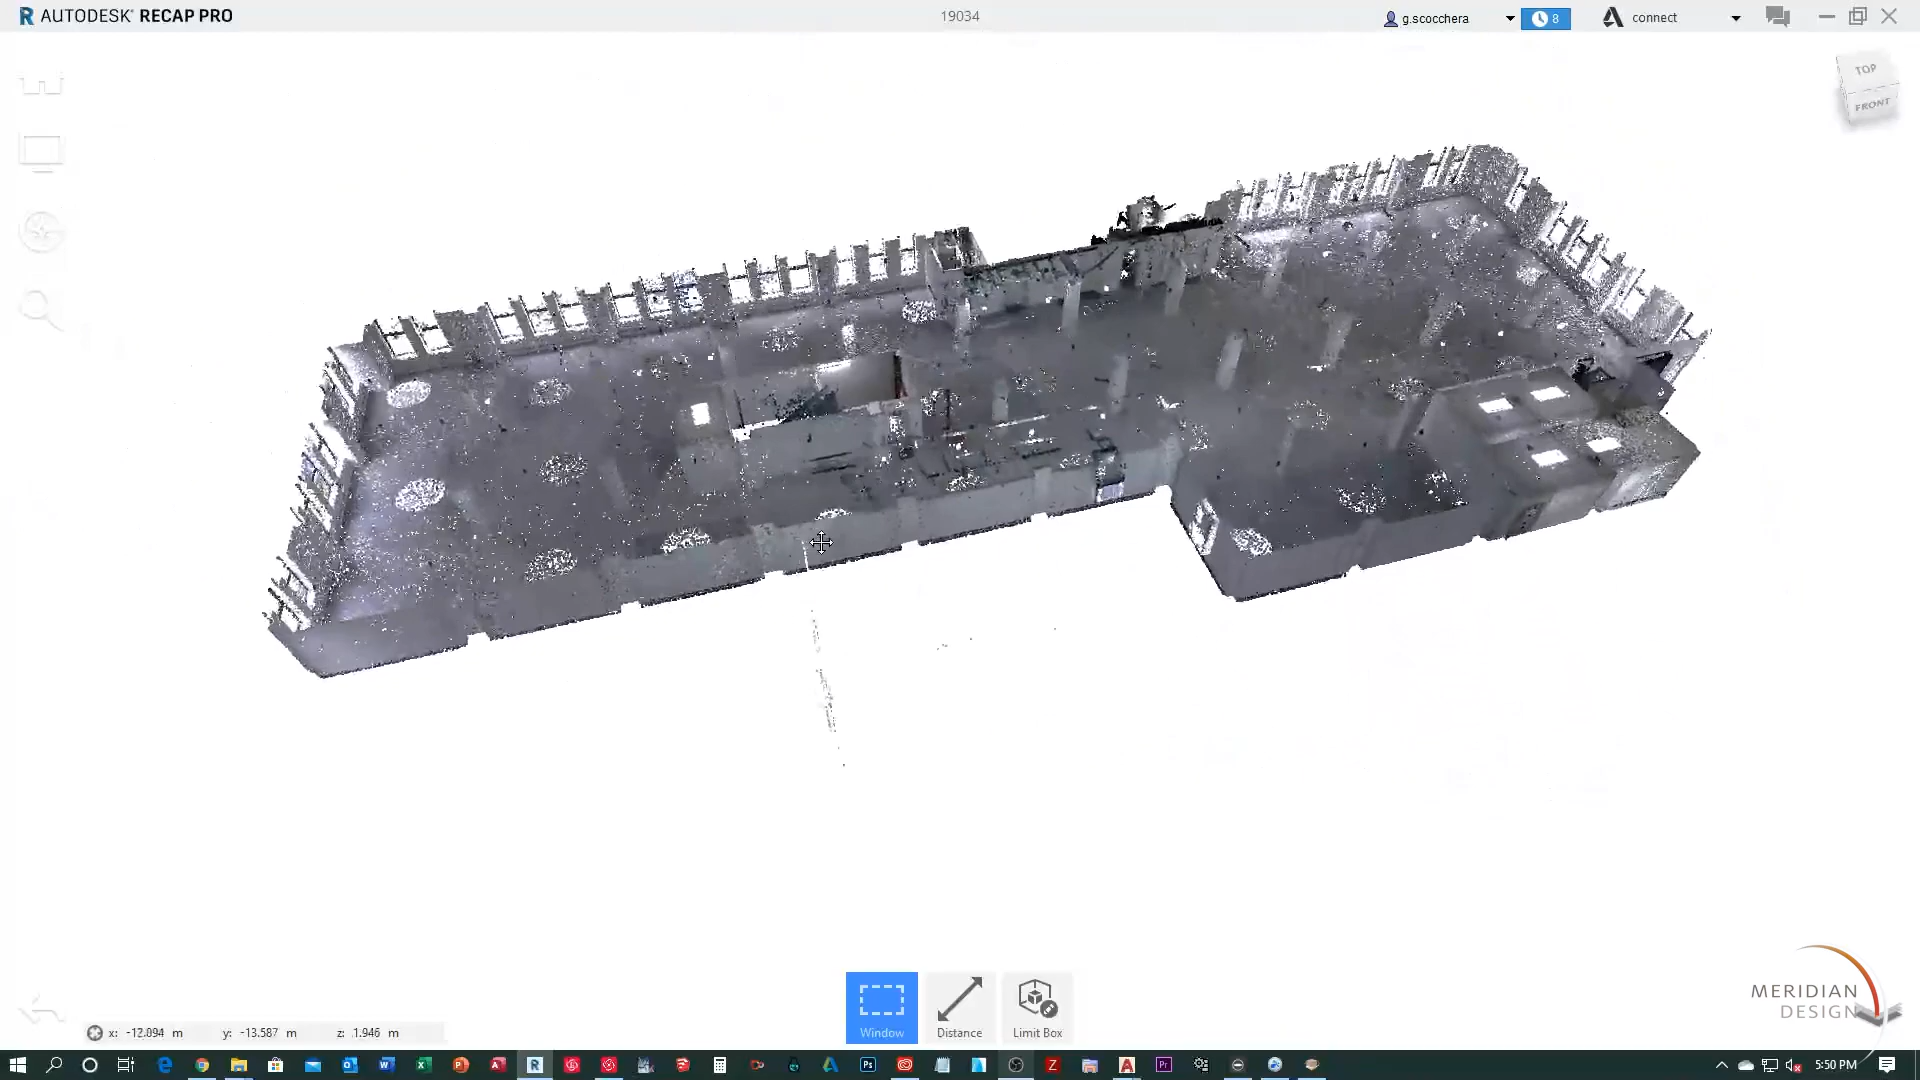 R AUTODESK® RECAP PRO
19034
g.scocchera
8
connect
TOP
FRONT
MERIDIAN
DESIGN
x: -12.094 m y: -13.587 m z: 1.946 m
Window
Distance
Limit Box
5:50 PM